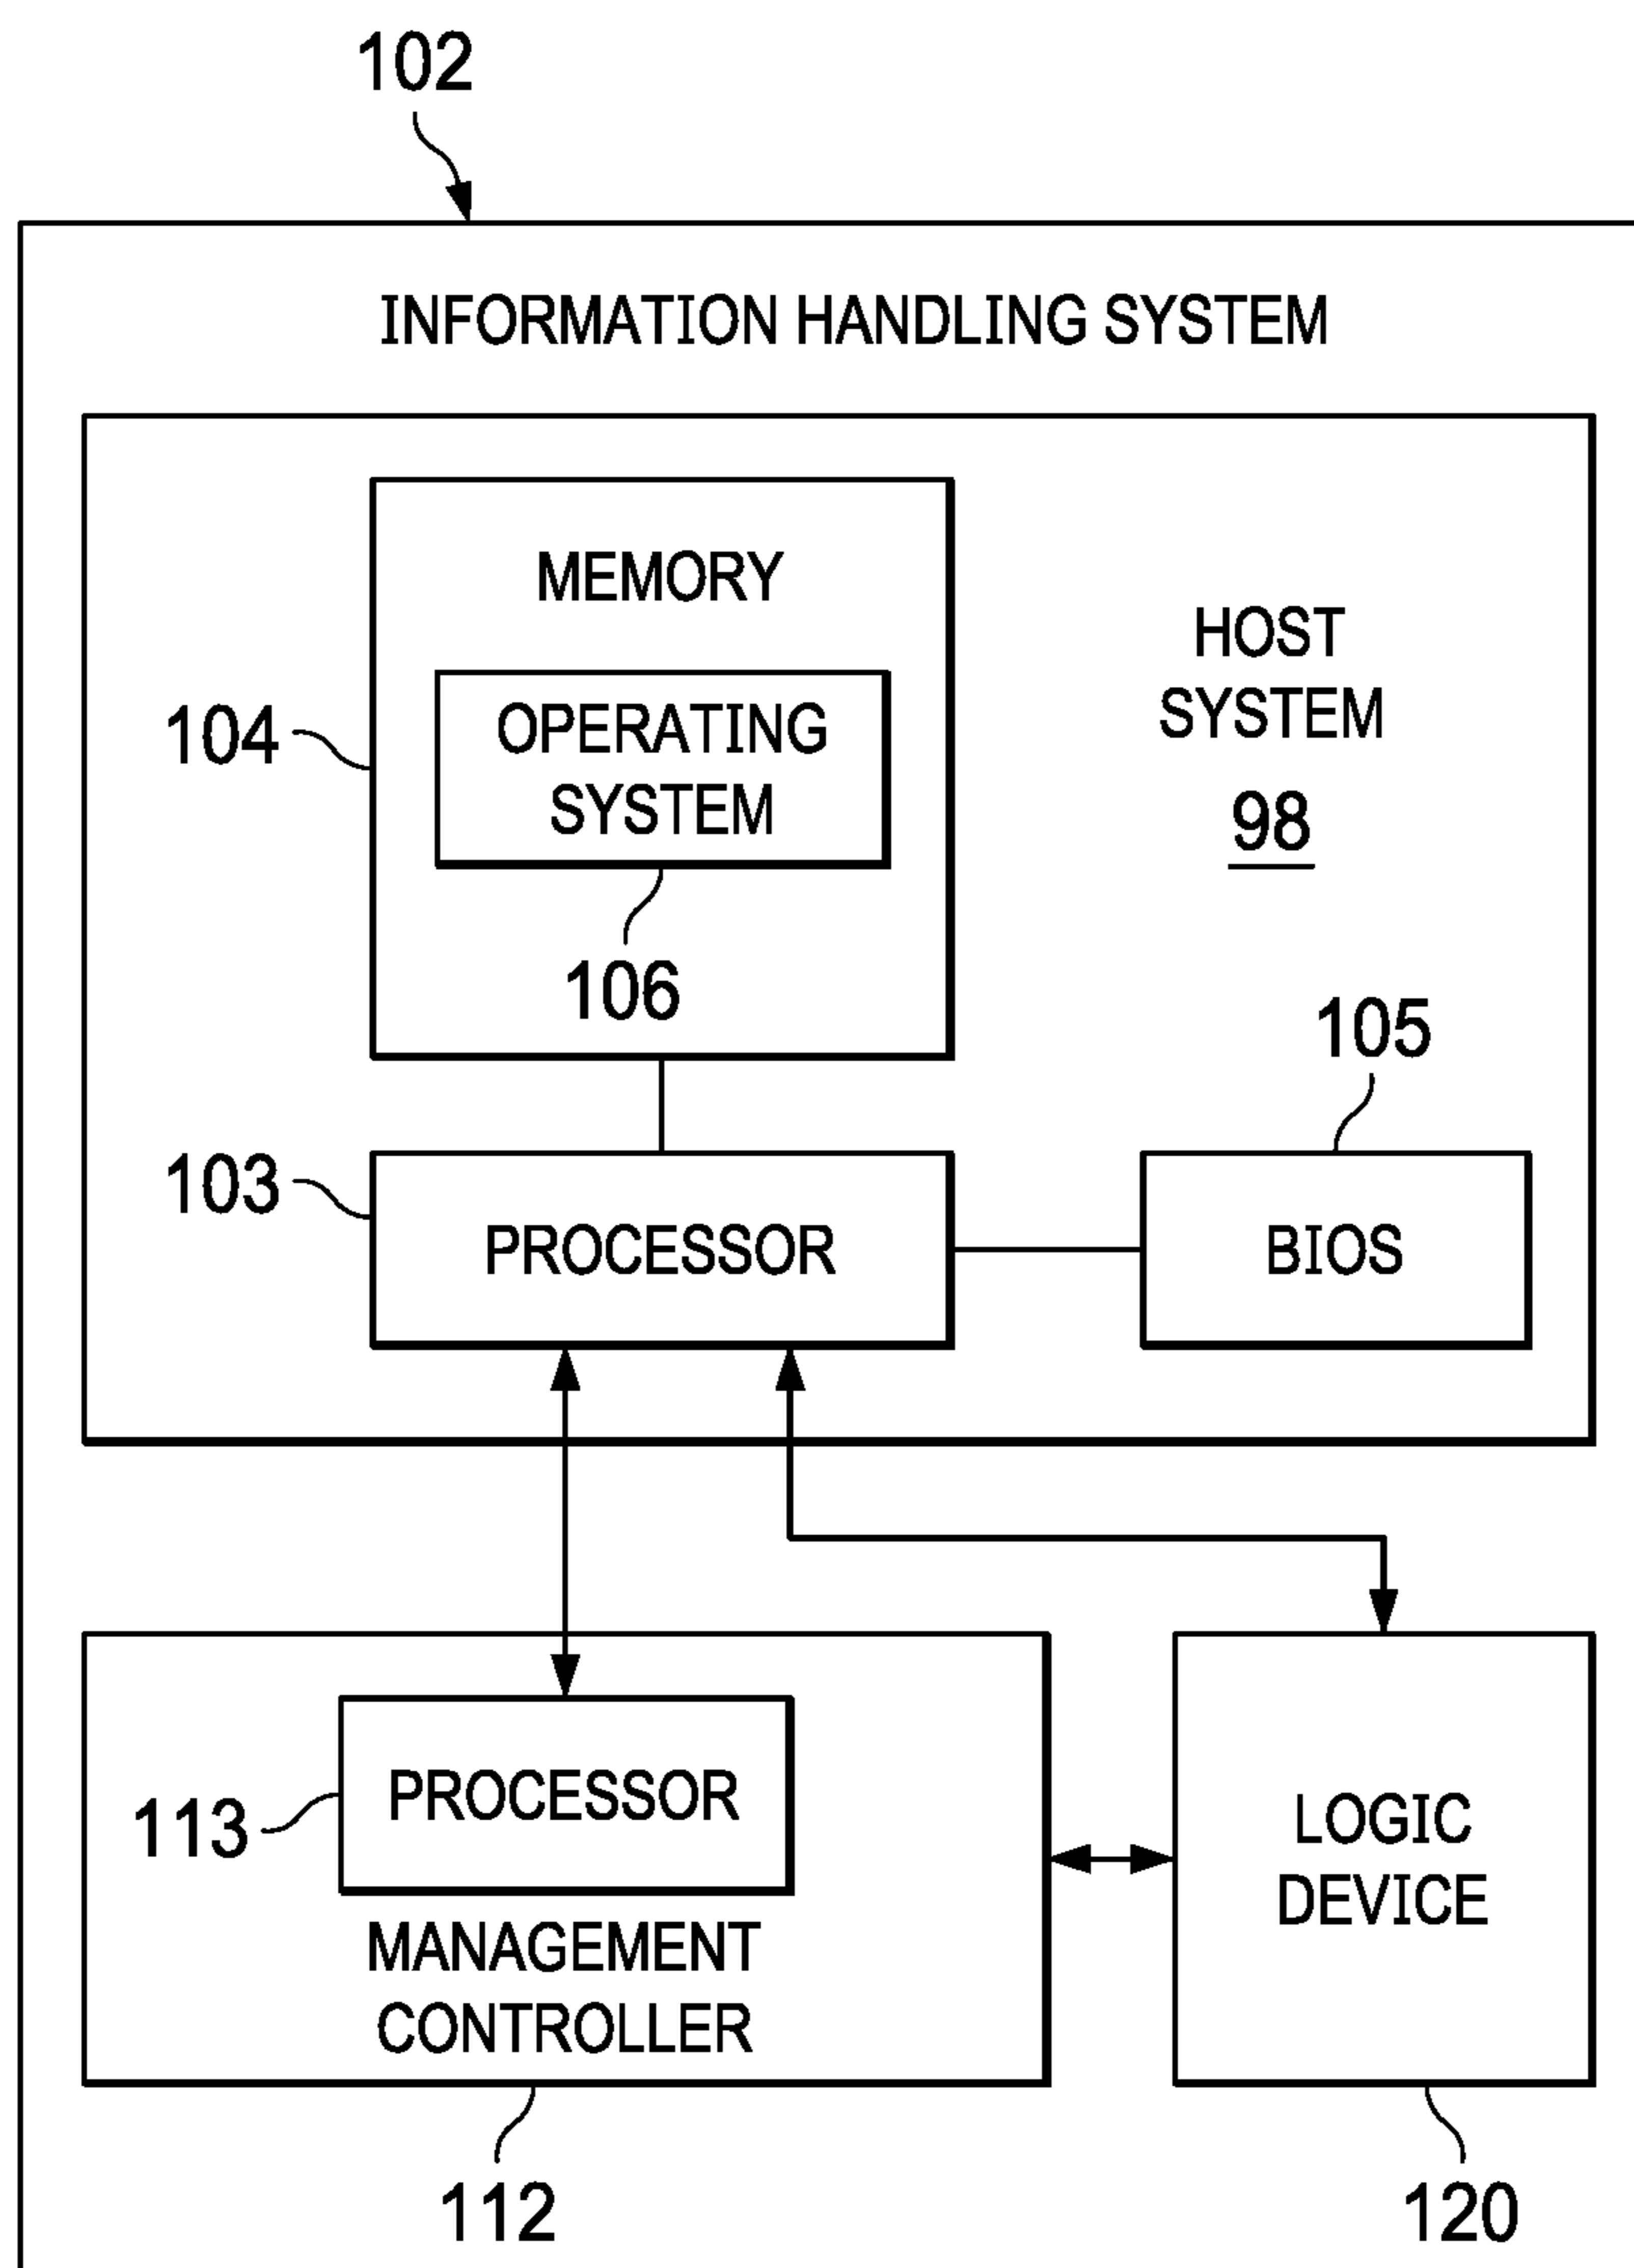 102
INFORMATION HANDLING SYSTEM
MEMORY
HOST
SYSTEM
98
104
OPERATING
SYSTEM
106
105
103
PROCESSOR
BIOS
113
PROCESSOR
MANAGEMENT
CONTROLLER
LOGIC
DEVICE
112
120